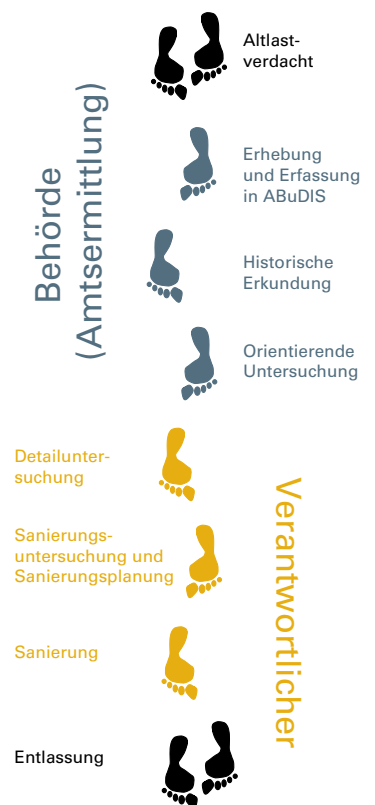 Altlast-
verdacht
Behörde
(Amtsermittlung)
Erhebung
und Erfassung
in ABuDIS
Historische
Erkundung
Orientierende
Untersuchung
Detailunter-
suchung
Verantwortlicher
Sanierungs-
untersuchung und
Sanierungsplanung
Sanierung
Entlassung